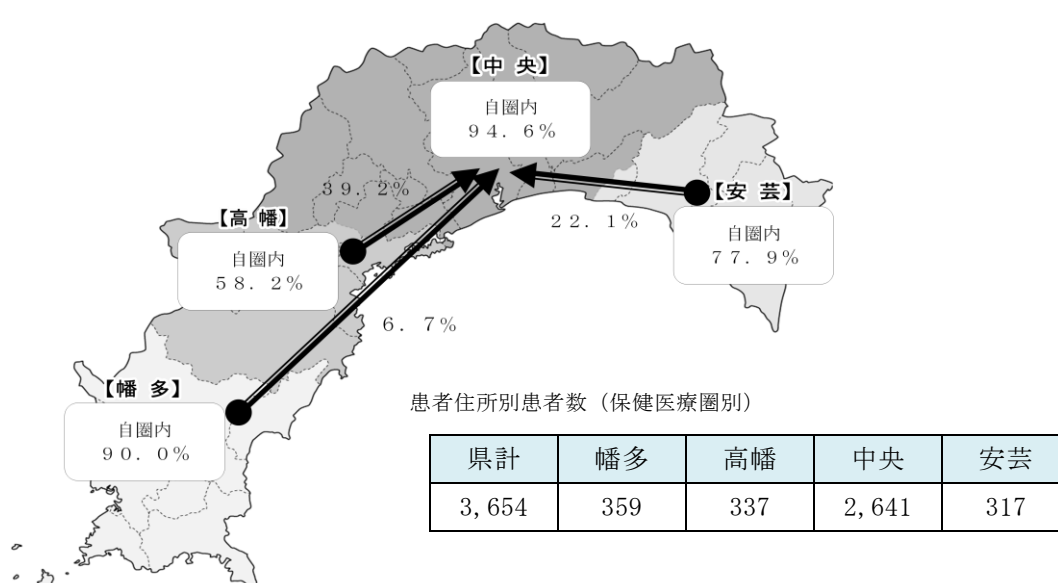 【中 央】
自圏内
94.6%
39.2%
【高 幡】
自圏内
58.2%
22.1%
【安 芸】
自圏内
77.9%
6.7%
【幡 多】
自圏内
90.0%
患者住所別患者数（保健医療圏別）
県計 幡多 高幡 中央 安芸
3,654 359 337 2,641 317